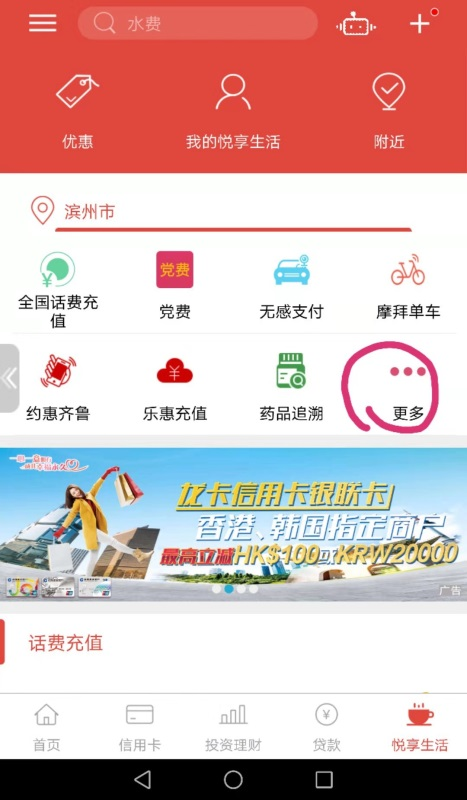 水费
优惠
我的悦享生活
附近
滨州市
党费
全国话费充
值
党费
无感支付
摩拜单车
约惠齐鲁
乐惠充值
药品追溯
更多
龙卡信用卡银联卡
香港、韩国指定商户
最高立减HK$100或KRW20000
广告
话费充值
首页
信用卡
投资理财
贷款
悦享生活